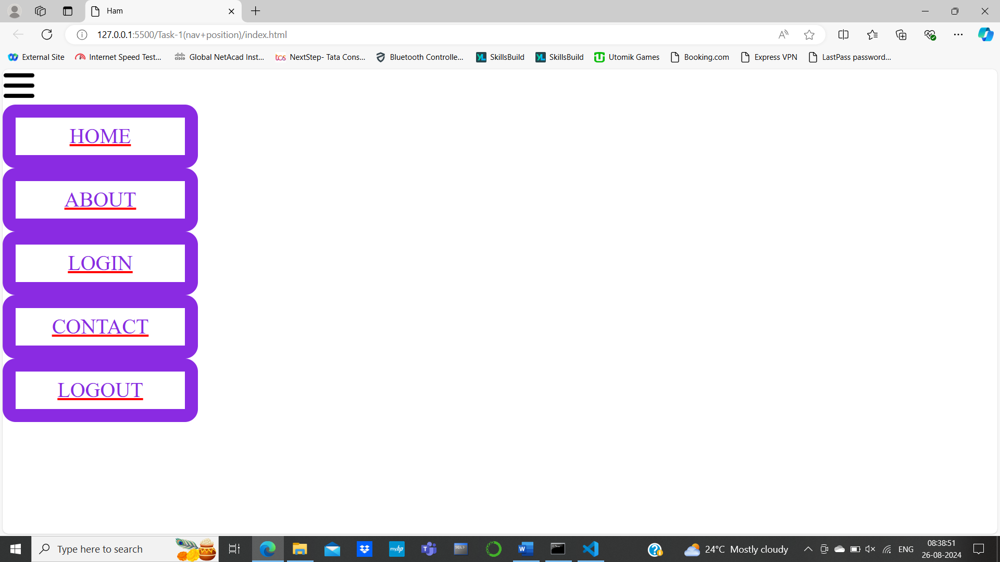 Ham
127.0.0.1:5500/Task-1(nav+position)/index.html
External Site Internet Speed Test... Global NetAcad Inst... NextStep- Tata Cons... Bluetooth Controlle... SkillsBuild SkillsBuild Utomik Games Booking.com Express VPN LastPass password...
HOME
ABOUT
LOGIN
CONTACT
LOGOUT
Type here to search
24°C Mostly cloudy
ENG
08:38:51
26-08-2024